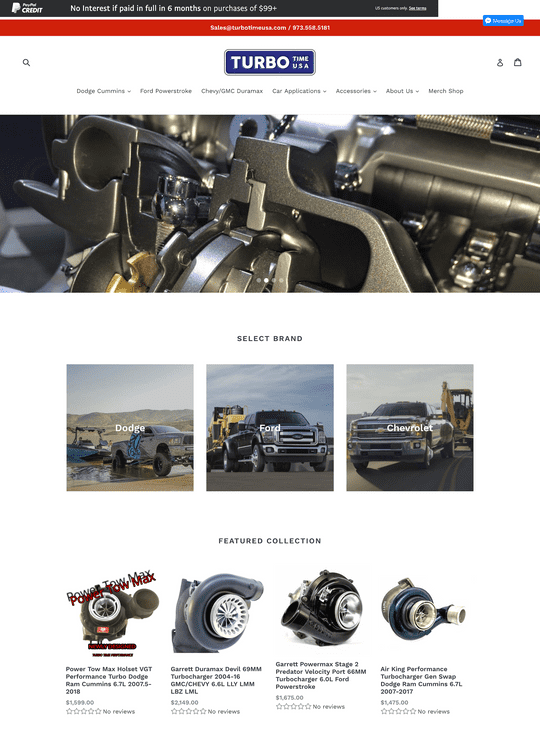 PayPal CREDIT
No Interest if paid in full in 6 months on purchases of $99+
US customers only. See terms
Message Us
Sales@turbotimeusa.com / 973.558.5181
TURBO TIME USA
Dodge Cummins Ford Powerstroke Chevy/GMC Duramax Car Applications Accessories About Us Merch Shop
SELECT BRAND
Dodge
Ford
Chevrolet
FEATURED COLLECTION
Power Tow Max
Power Tow Max Holset VGT
Performance Turbo Dodge
Ram Cummins 6.7L 2007.5-
2018
$1,599.00
No reviews
Garrett Duramax Devil 69MM
Turbocharger 2004-16
GMC/CHEVY 6.6L LLY LMM
LBZ LML
$2,149.00
No reviews
Garrett Powermax Stage 2
Predator Velocity Port 66MM
Turbocharger 6.0L Ford
Powerstroke
$1,675.00
No reviews
Air King Performance
Turbocharger Gen Swap
Dodge Ram Cummins 6.7L
2007-2017
$1,475.00
No reviews